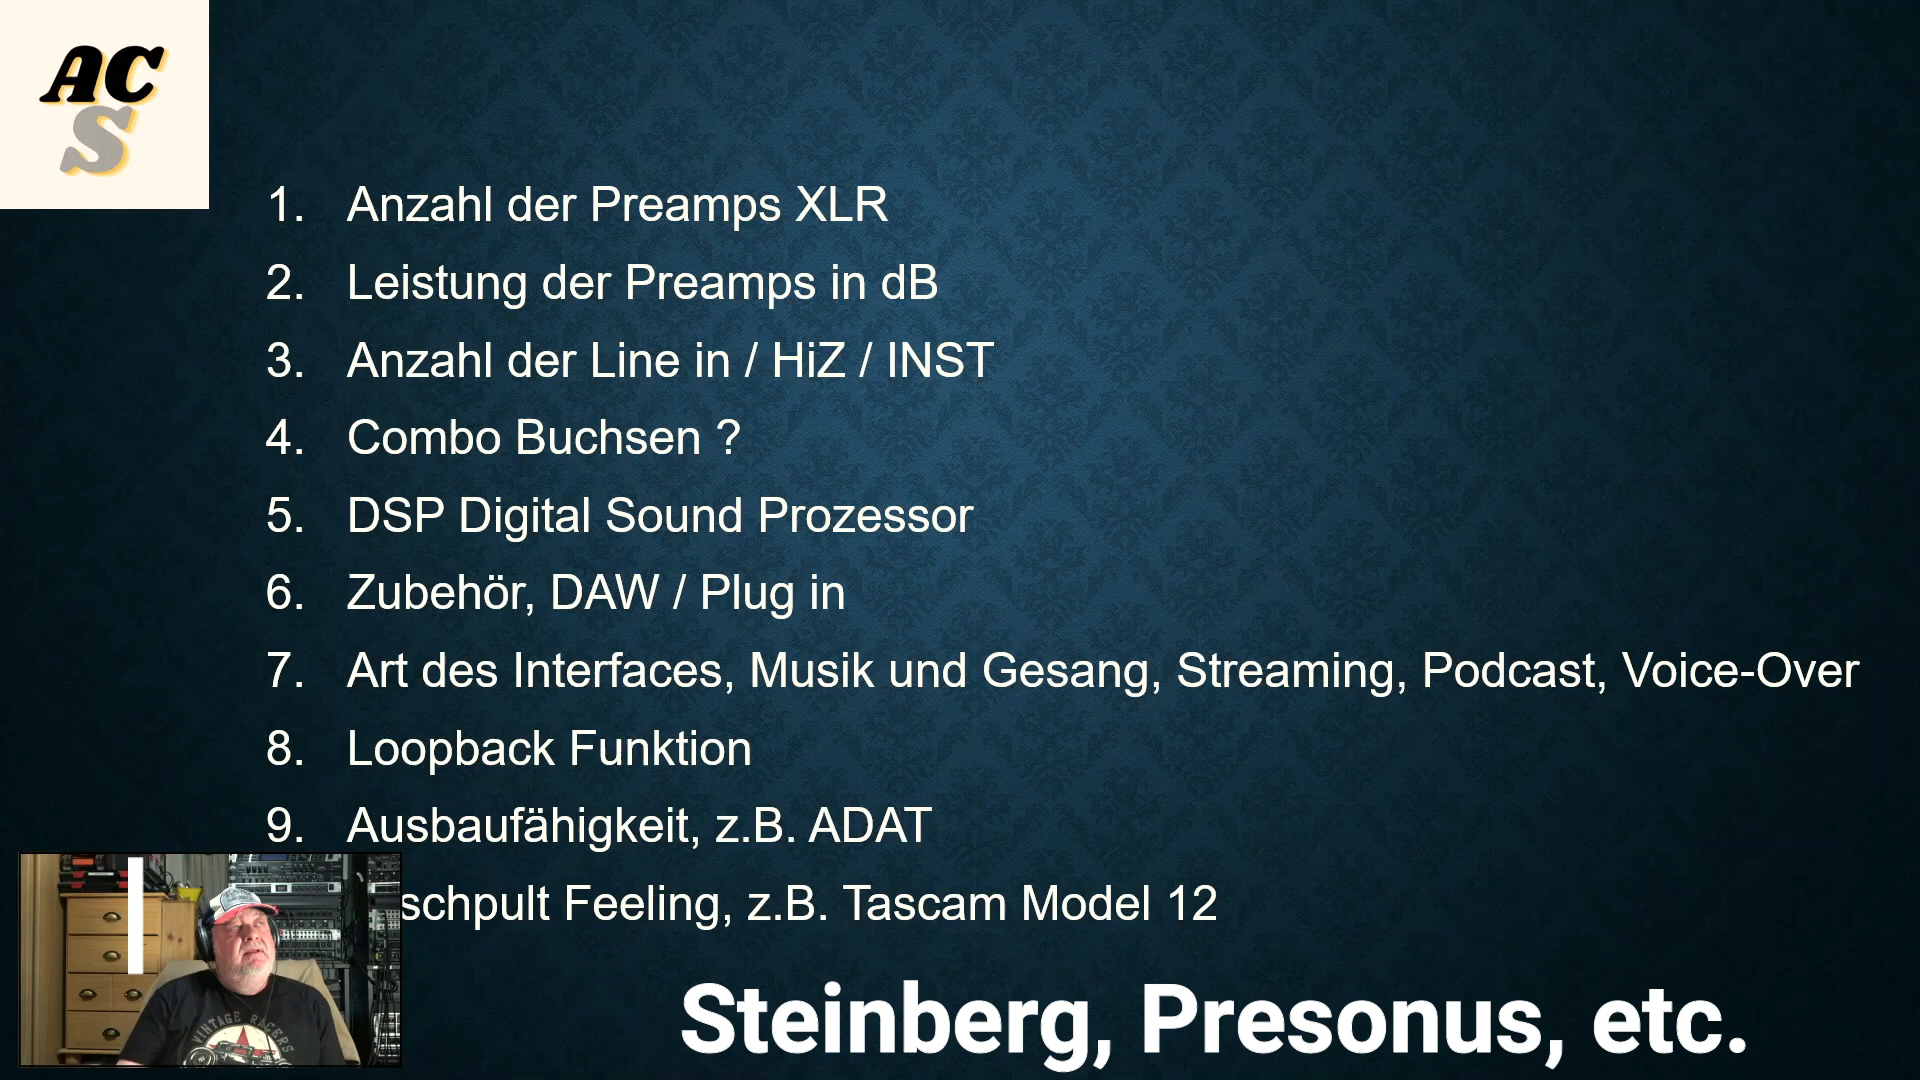 AC
S
1. Anzahl der Preamps XLR
2. Leistung der Preamps in dB
3. Anzahl der Line in / HiZ / INST
4. Combo Buchsen ?
5. DSP Digital Sound Prozessor
6. Zubehör, DAW / Plug in
7. Art des Interfaces, Musik und Gesang, Streaming, Podcast, Voice-Over
8. Loopback Funktion
9. Ausbaufähigkeit, z.B. ADAT
schpult Feeling, z.B. Tascam Model 12
VINTAGE RACERS
Steinberg, Presonus, etc.